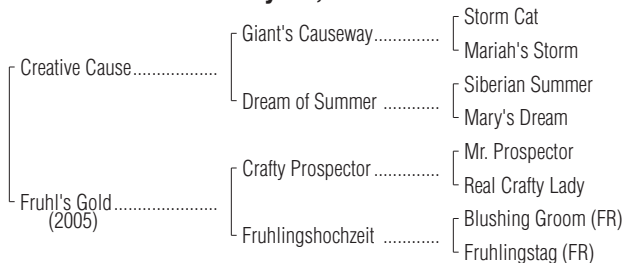 Storm Cat
Giant's Causeway..............
Mariah's Storm
Creative Cause..................
Siberian Summer
Dream of Summer ............
Mary's Dream
Mr. Prospector
Crafty Prospector ..............
Real Crafty Lady
Fruhl's Gold ......................
(2005)
Blushing Groom (FR)
Fruhlingshochzeit ............
Fruhlingstag (FR)